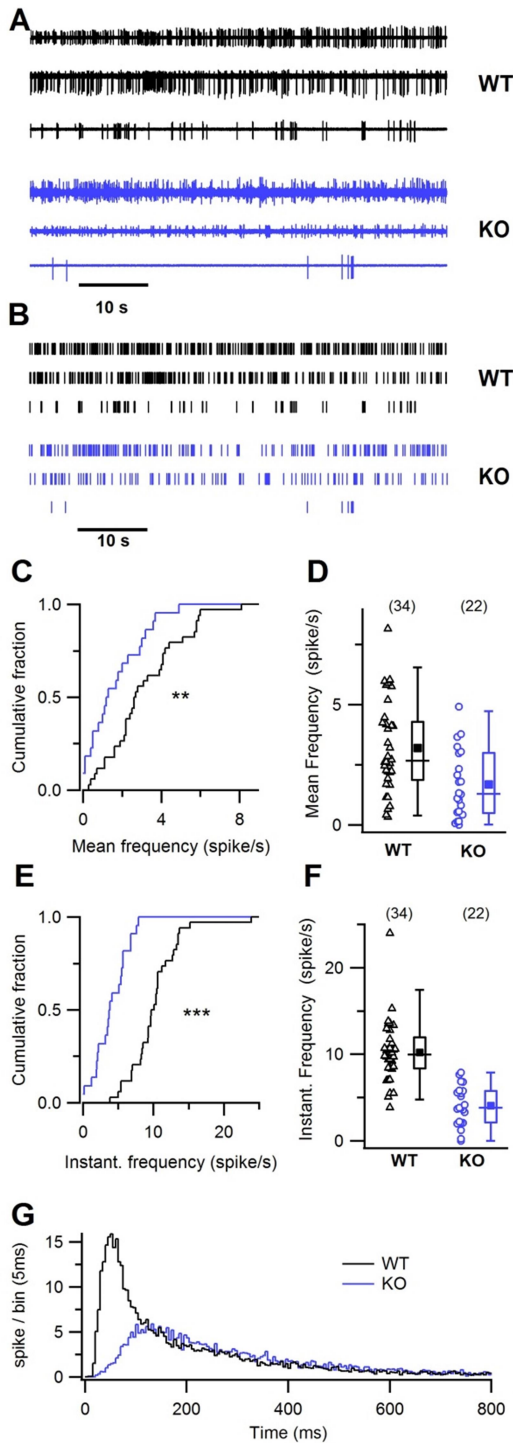 A
WT
KO
10 s
B
WT
KO
10 s
C
1.0
0.5
0.0
Cumulative fraction
**
0 4 8
Mean frequency (spike/s)
D
(34) (22)
5
0
Mean Frequency (spike/s)
WT KO
E
1.0
0.5
0.0
Cumulative fraction
***
0 10 20
Instant. frequency (spike/s)
F
(34) (22)
20
10
0
Instant. Frequency (spike/s)
WT KO
G
15
10
5
0
spike / bin (5ms)
WT
KO
0 200 400 600 800
Time (ms)